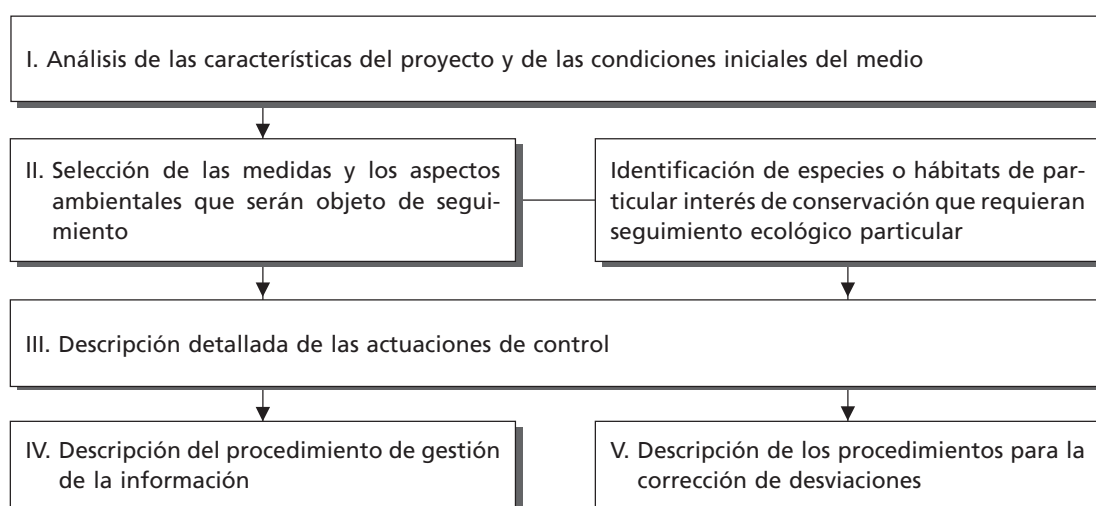 I. Análisis de las características del proyecto y de las condiciones iniciales del medio
II. Selección de las medidas y los aspectos
ambientales que serán objeto de segui-
miento
Identificación de especies o hábitats de par-
ticular interés de conservación que requieran
seguimiento ecológico particular
III. Descripción detallada de las actuaciones de control
IV. Descripción del procedimiento de gestión
de la información
V. Descripción de los procedimientos para la
corrección de desviaciones